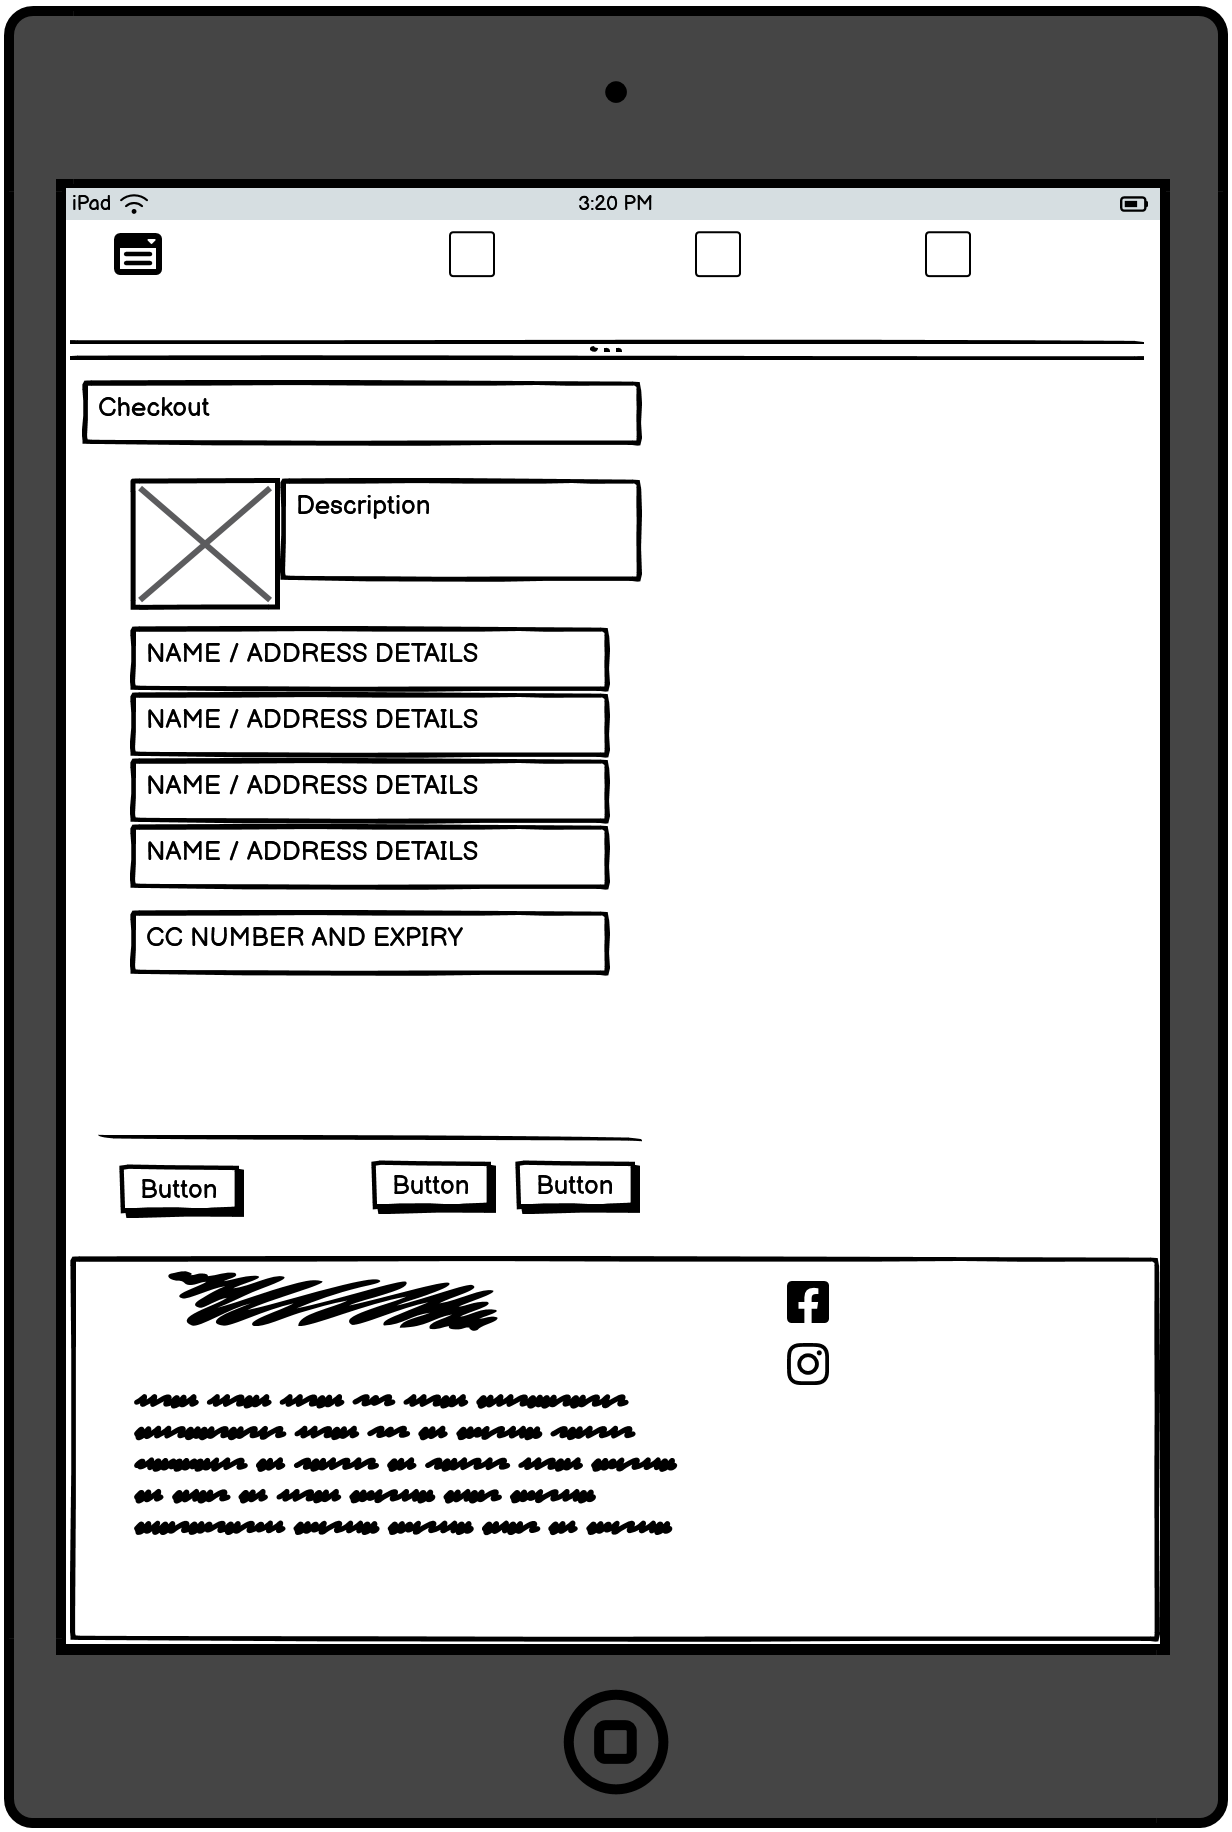 iPad 3:20 PM
Checkout
Description
NAME / ADDRESS DETAILS
NAME / ADDRESS DETAILS
NAME / ADDRESS DETAILS
NAME / ADDRESS DETAILS
CC NUMBER AND EXPIRY
Button Button Button